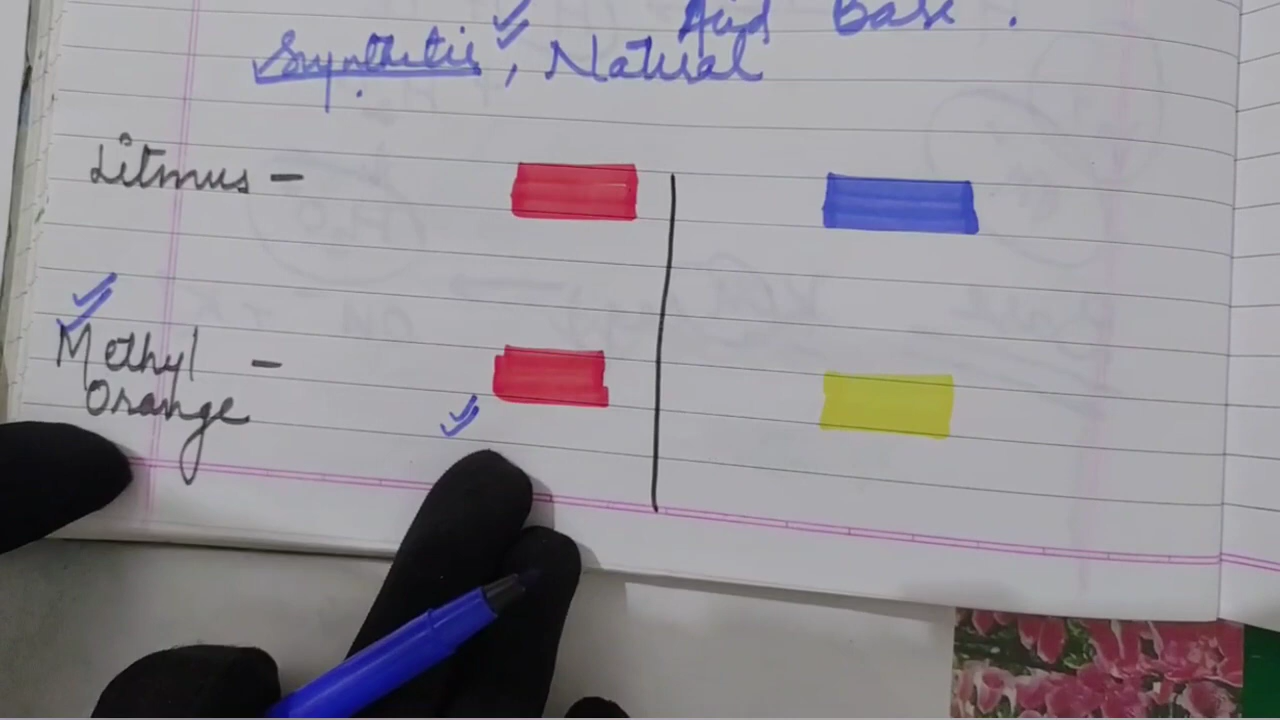 Acid Base.
Synthetic, Natural
Litmus -
Methyl -
Orange